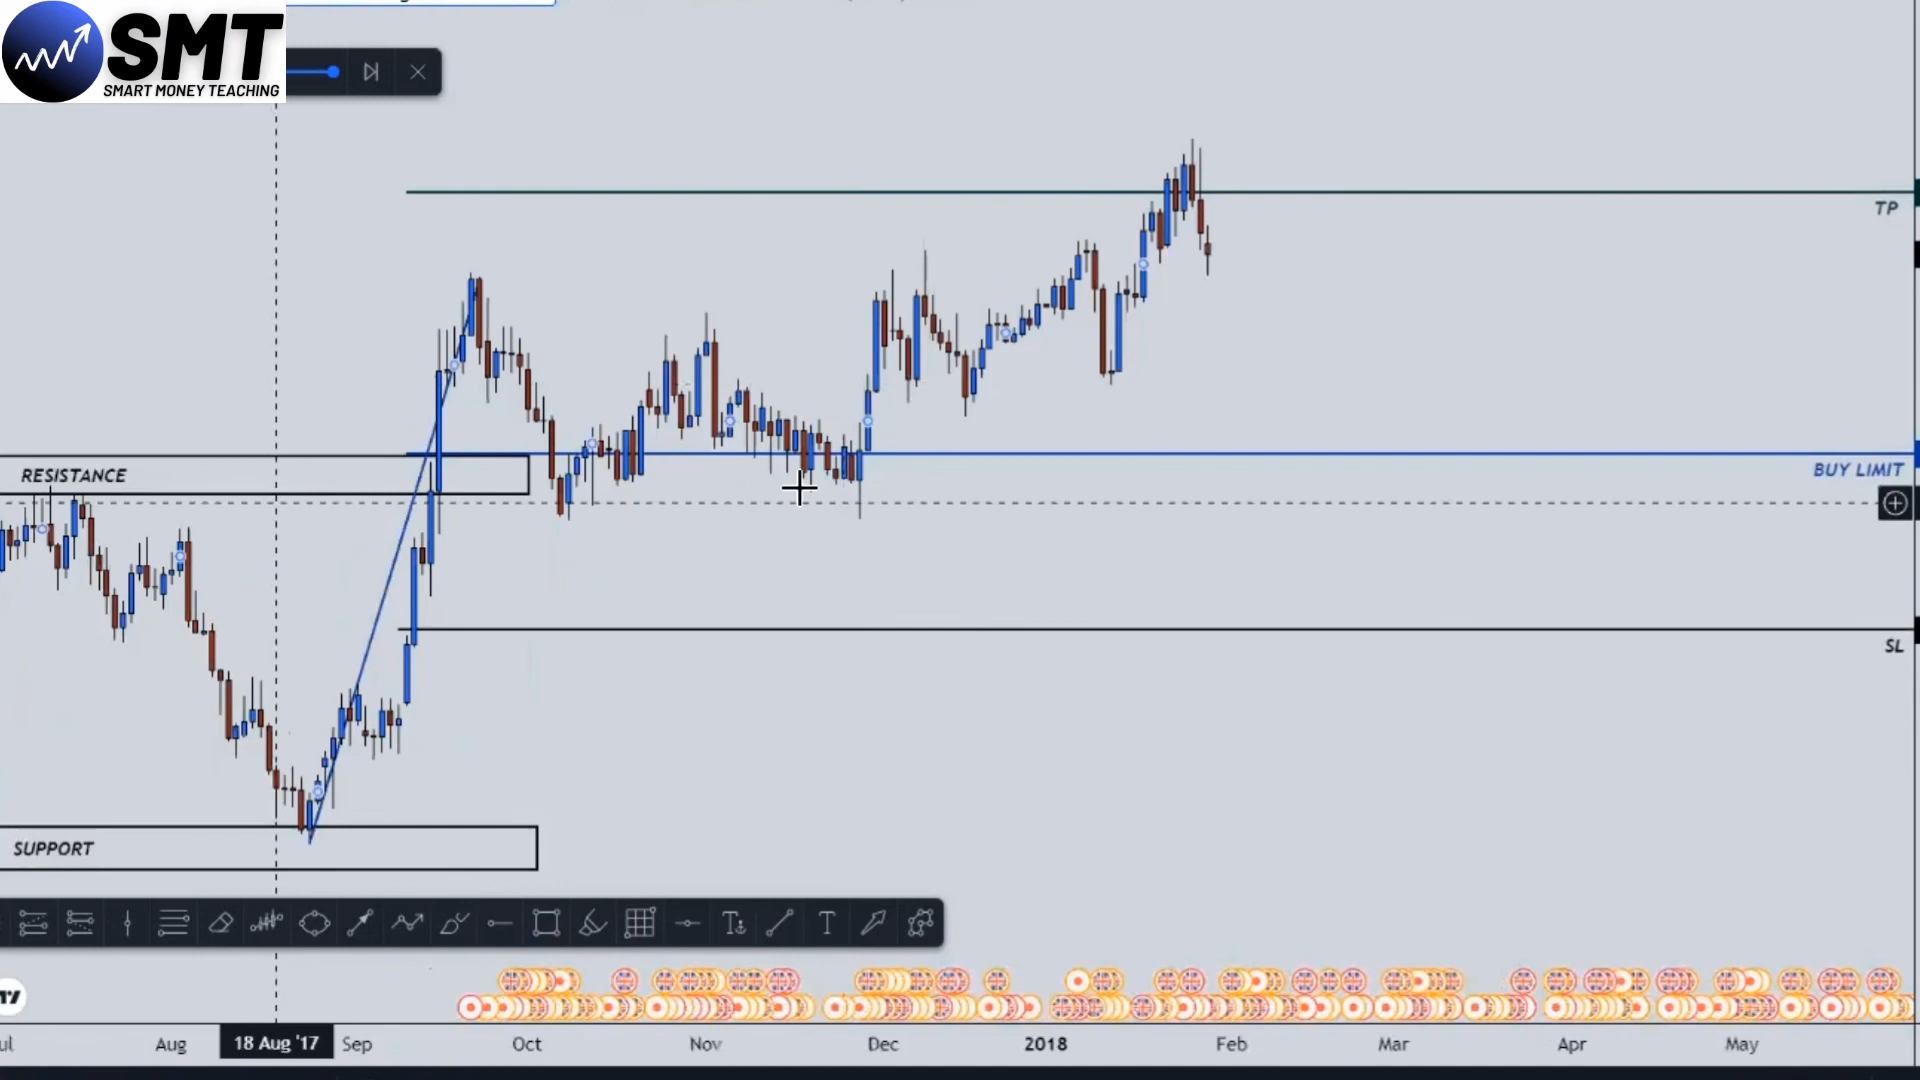 SMT
SMART MONEY TEACHING
TP
RESISTANCE
BUY LIMIT
SL
SUPPORT
Aug
18 Aug '17
Sep
Oct
Nov
Dec
2018
Feb
Mar
Apr
May